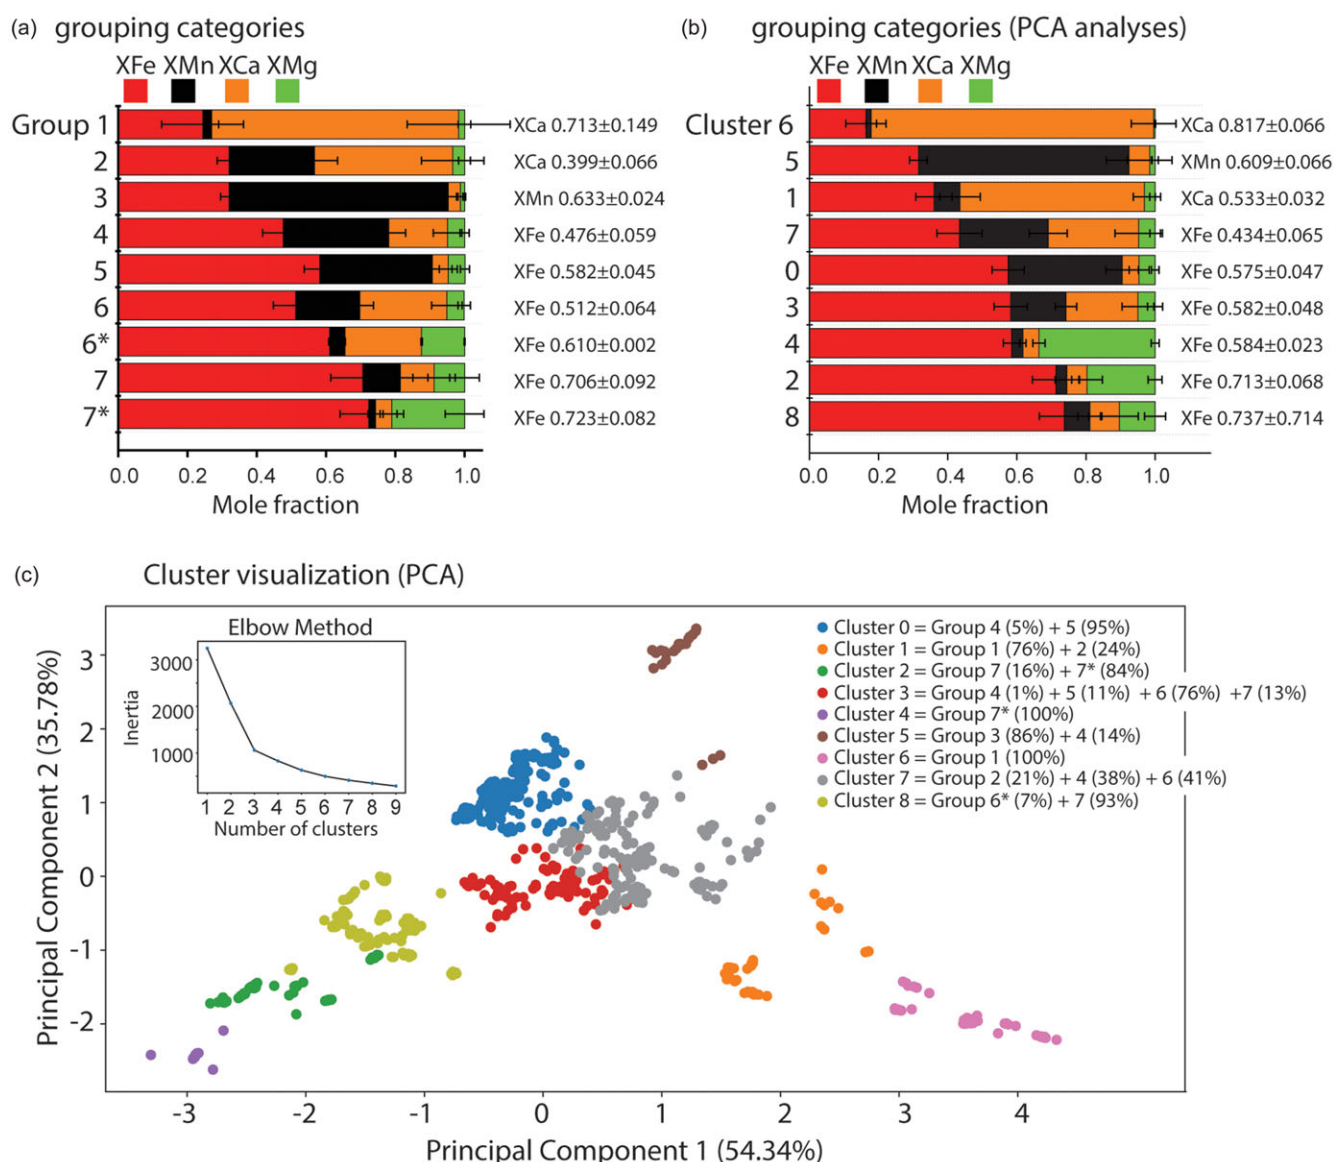 (a) grouping categories
XFe XMn XCa XMg
Group 1 XCa 0.713±0.149
2 XCa 0.399±0.066
3 XMn 0.633±0.024
4 XFe 0.476±0.059
5 XFe 0.582±0.045
6 XFe 0.512±0.064
6* XFe 0.610±0.002
7 XFe 0.706±0.092
7* XFe 0.723±0.082
0.0 0.2 0.4 0.6 0.8 1.0
Mole fraction
(b) grouping categories (PCA analyses)
XFe XMn XCa XMg
Cluster 6 XCa 0.817±0.066
5 XMn 0.609±0.066
1 XCa 0.533±0.032
7 XFe 0.434±0.065
0 XFe 0.575±0.047
3 XFe 0.582±0.048
4 XFe 0.584±0.023
2 XFe 0.713±0.068
8 XFe 0.737±0.714
0.0 0.2 0.4 0.6 0.8 1.0
Mole fraction
(c) Cluster visualization (PCA)
Principal Component 2 (35.78%)
3
2
1
0
-1
-2
Elbow Method
Inertia
3000
2000
1000
1 2 3 4 5 6 7 8 9
Number of clusters
Cluster 0 = Group 4 (5%) + 5 (95%)
Cluster 1 = Group 1 (76%) + 2 (24%)
Cluster 2 = Group 7 (16%) + 7* (84%)
Cluster 3 = Group 4 (1%) + 5 (11%) + 6 (76%) +7 (13%)
Cluster 4 = Group 7* (100%)
Cluster 5 = Group 3 (86%) + 4 (14%)
Cluster 6 = Group 1 (100%)
Cluster 7 = Group 2 (21%) + 4 (38%) + 6 (41%)
Cluster 8 = Group 6* (7%) + 7 (93%)
-3 -2 -1 0 1 2 3 4
Principal Component 1 (54.34%)